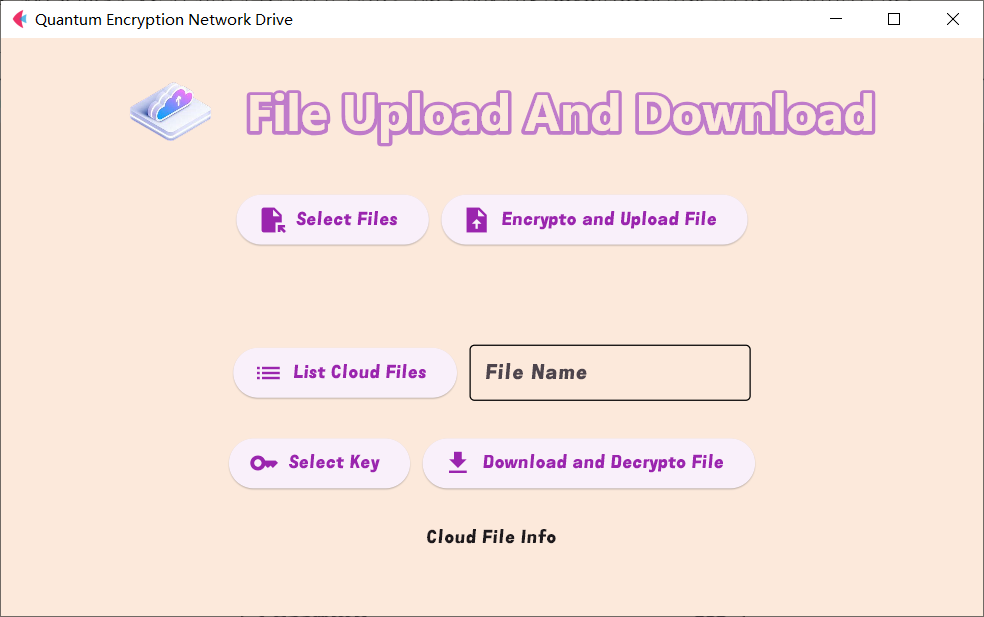 Quantum Encryption Network Drive
File Upload And Download
Select Files
Encrypto and Upload File
List Cloud Files
File Name
Select Key
Download and Decrypto File
Cloud File Info